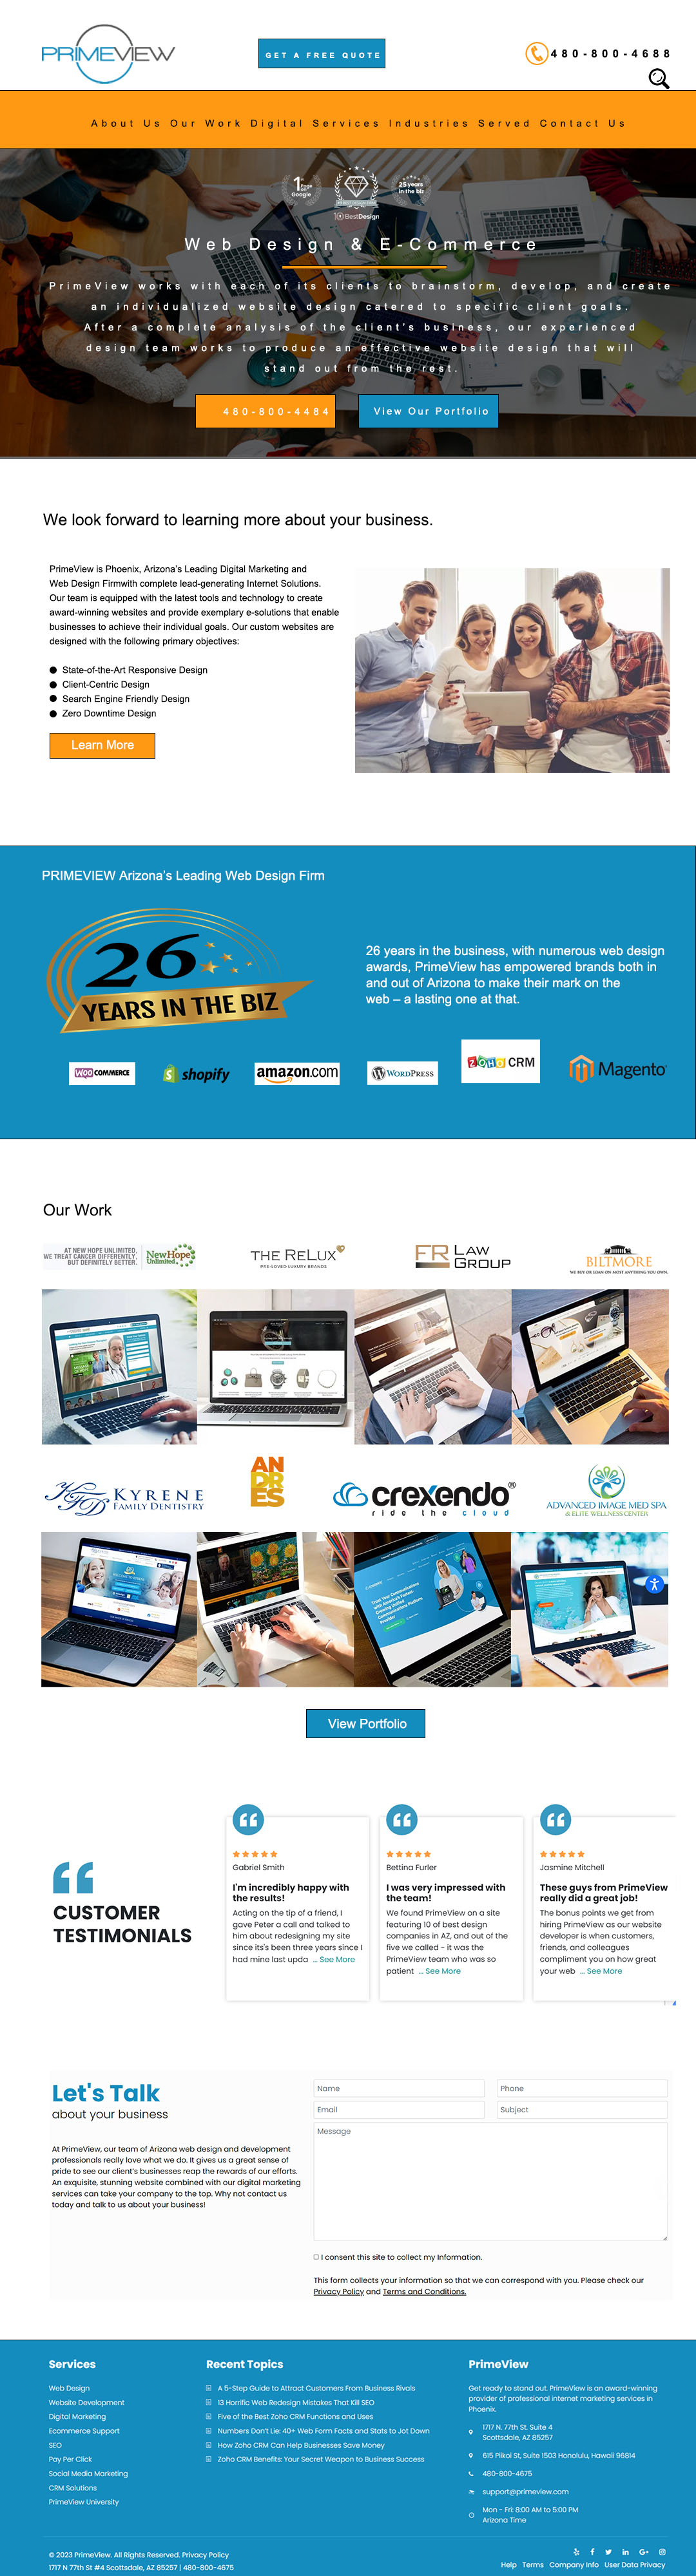 PRIMEVIEW
GET A FREE QUOTE
480-800-4688
About Us Our Work Digital Services Industries Served Contact Us
1st Page
Google
25 years
in the biz
10 BestDesign
Web Design & E-Commerce
PrimeView works with each of its clients to brainstorm, develop, and create
an individualized website design catered to specific client goals.
After a complete analysis of the client's business, our experienced
design team works to produce an effective website design that will
stand out from the rest.
480-800-4484
View Our Portfolio
We look forward to learning more about your business.
PrimeView is Phoenix, Arizona's Leading Digital Marketing and
Web Design Firmwith complete lead-generating Internet Solutions.
Our team is equipped with the latest tools and technology to create
award-winning websites and provide exemplary e-solutions that enable
businesses to achieve their individual goals. Our custom websites are
designed with the following primary objectives:
State-of-the-Art Responsive Design
Client-Centric Design
Search Engine Friendly Design
Zero Downtime Design
Learn More
PRIMEVIEW Arizona's Leading Web Design Firm
26
YEARS IN THE BIZ
26 years in the business, with numerous web design
awards, PrimeView has empowered brands both in
and out of Arizona to make their mark on the
web – a lasting one at that.
WOO COMMERCE
shopify
amazon.com
WORDPRESS
ZOHO CRM
Magento
Our Work
AT NEW HOPE UNLIMITED,
WE TREAT CANCER DIFFERENTLY.
BUT DEFINITELY BETTER.
New Hope
Unlimited
THE RELUX
PRE-LOVED LUXURY BRANDS
FR LAW
GROUP
BILTMORE
WE BUY OR LOAN ON MOST ANYTHING YOU OWN.
KFD KYRENE
FAMILY DENTISTRY
AN
DR
ES
crexendo®
ride the cloud
ADVANCED IMAGE MED SPA
& ELITE WELLNESS CENTER
View Portfolio
CUSTOMER
TESTIMONIALS
Gabriel Smith
I'm incredibly happy with
the results!
Acting on the tip of a friend, I
gave Peter a call and talked to
him about redesigning my site
since its's been three years since I
had mine last upda ... See More
Bettina Furler
I was very impressed with
the team!
We found PrimeView on a site
featuring 10 of best design
companies in AZ, and out of the
five we called - it was the
PrimeView team who was so
patient ... See More
Jasmine Mitchell
These guys from PrimeView
really did a great job!
The bonus points we get from
hiring PrimeView as our website
developer is when customers,
friends, and colleagues
compliment you on how great
your web ... See More
Let's Talk
about your business
At PrimeView, our team of Arizona web design and development
professionals really love what we do. It gives us a great sense of
pride to see our client's businesses reap the rewards of our efforts.
An exquisite, stunning website combined with our digital marketing
services can take your company to the top. Why not contact us
today and talk to us about your business!
Name
Phone
Email
Subject
Message
I consent this site to collect my Information.
This form collects your information so that we can correspond with you. Please check our
Privacy Policy and Terms and Conditions.
Services
Web Design
Website Development
Digital Marketing
Ecommerce Support
SEO
Pay Per Click
Social Media Marketing
CRM Solutions
PrimeView University
Recent Topics
A 5-Step Guide to Attract Customers From Business Rivals
13 Horrific Web Redesign Mistakes That Kill SEO
Five of the Best Zoho CRM Functions and Uses
Numbers Don't Lie: 40+ Web Form Facts and Stats to Jot Down
How Zoho CRM Can Help Businesses Save Money
Zoho CRM Benefits: Your Secret Weapon to Business Success
PrimeView
Get ready to stand out. PrimeView is an award-winning
provider of professional internet marketing services in
Phoenix.
1717 N. 77th St. Suite 4
Scottsdale, AZ 85257
615 Piikoi St, Suite 1503 Honolulu, Hawaii 96814
480-800-4675
support@primeview.com
Mon - Fri: 8:00 AM to 5:00 PM
Arizona Time
© 2023 PrimeView. All Rights Reserved. Privacy Policy
1717 N 77th St #4 Scottsdale, AZ 85257 | 480-800-4675
Help Terms Company Info User Data Privacy